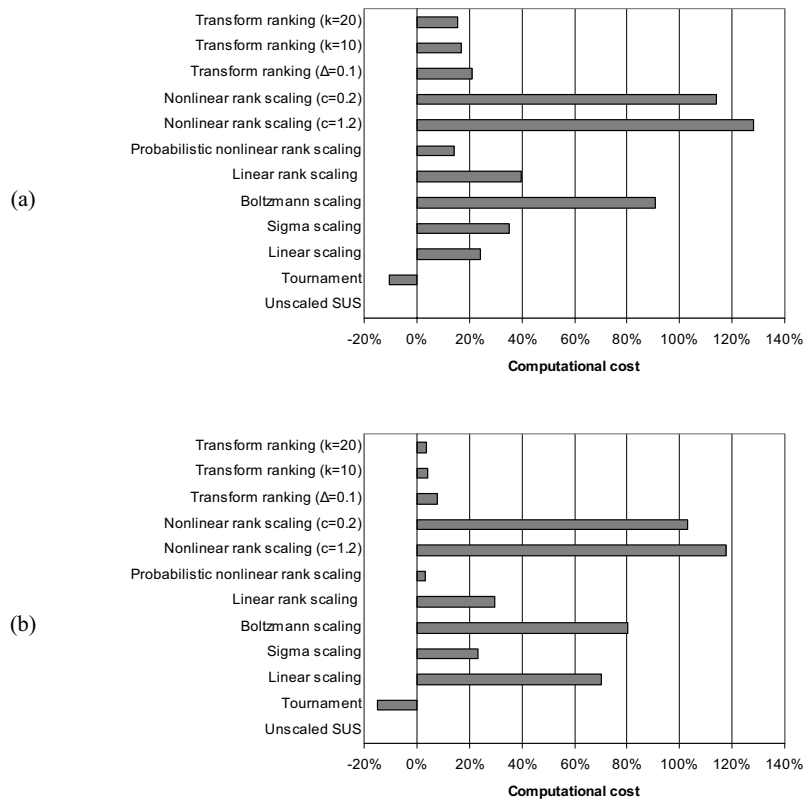 Transform ranking (k=20)
Transform ranking (k=10)
Transform ranking (Δ=0.1)
Nonlinear rank scaling (c=0.2)
Nonlinear rank scaling (c=1.2)
Probabilistic nonlinear rank scaling
Linear rank scaling
(a)
Boltzmann scaling
Sigma scaling
Linear scaling
Tournament
Unscaled SUS
-20% 0% 20% 40% 60% 80% 100% 120% 140%
Computational cost
Transform ranking (k=20)
Transform ranking (k=10)
Transform ranking (Δ=0.1)
Nonlinear rank scaling (c=0.2)
Nonlinear rank scaling (c=1.2)
Probabilistic nonlinear rank scaling
Linear rank scaling
(b)
Boltzmann scaling
Sigma scaling
Linear scaling
Tournament
Unscaled SUS
-20% 0% 20% 40% 60% 80% 100% 120% 140%
Computational cost